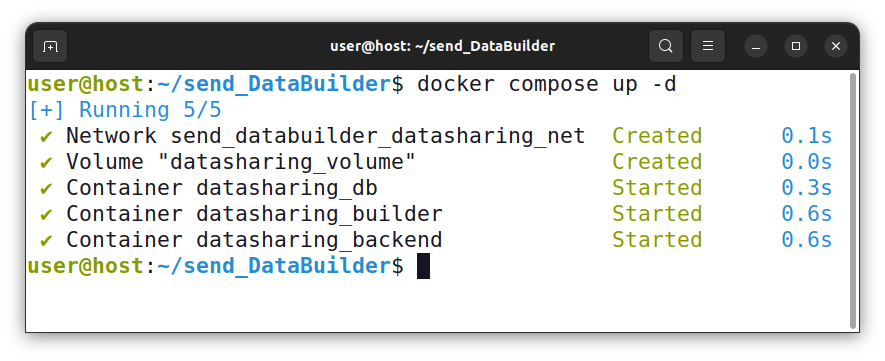 user@host: ~/send_DataBuilder
user@host:~/send_DataBuilder$ docker compose up -d
[+] Running 5/5
✔ Network send_databuilder_datasharing_net Created 0.1s
✔ Volume "datasharing_volume" Created 0.0s
✔ Container datasharing_db Started 0.3s
✔ Container datasharing_builder Started 0.6s
✔ Container datasharing_backend Started 0.6s
user@host:~/send_DataBuilder$